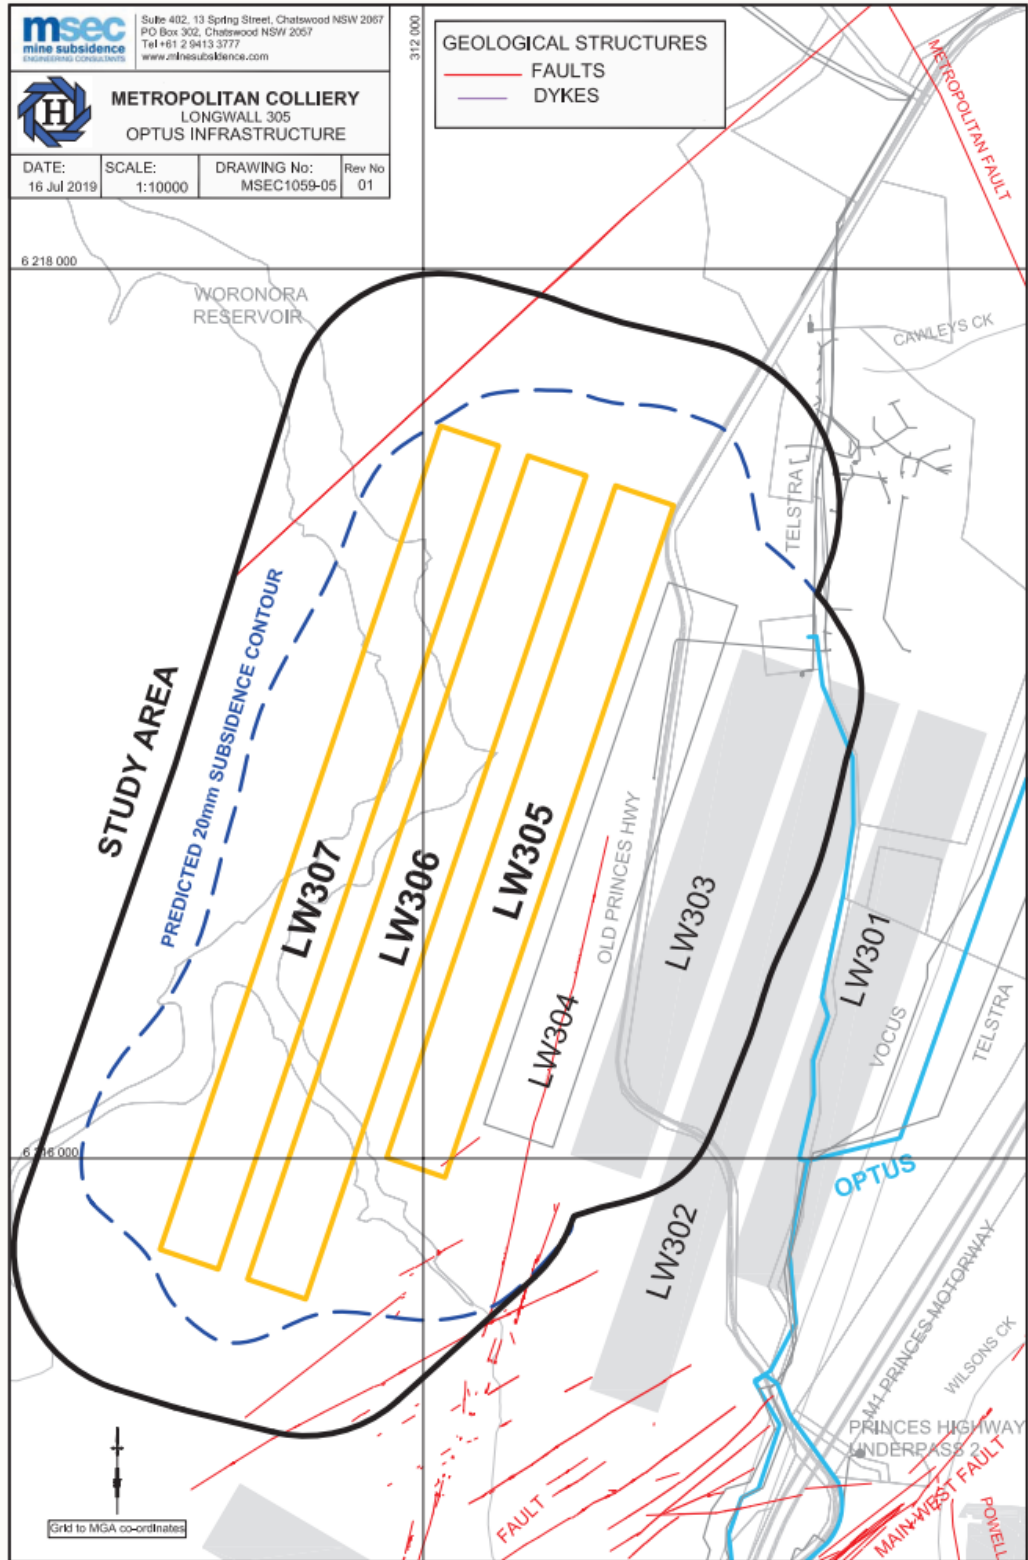 msec
mine subsidence
ENGINEERING CONSULTANTS
Suite 402, 13 Spring Street, Chatswood NSW 2067
PO Box 302, Chatswood NSW 2057
Tel +61 2 9413 3777
www.minesubsidence.com
H
METROPOLITAN COLLIERY
LONGWALL 305
OPTUS INFRASTRUCTURE
DATE:
16 Jul 2019
SCALE:
1:10000
DRAWING No:
MSEC1059-05
Rev No
01
312 000
GEOLOGICAL STRUCTURES
FAULTS
DYKES
METROPOLITAN FAULT
6 218 000
WORONORA
RESERVOIR
CAWLEYS CK
TELSTRA
STUDY AREA
PREDICTED 20mm SUBSIDENCE CONTOUR
LW307
LW306
LW305
LW304
OLD PRINCES HWY
LW303
LW301
VOCUS
TELSTRA
6 216 000
OPTUS
LW302
M1 PRINCES MOTORWAY
WILSONS CK
PRINCES HIGHWAY
UNDERPASS 2
FAULT
MAIN WEST FAULT
POWELL
Grid to MGA co-ordinates